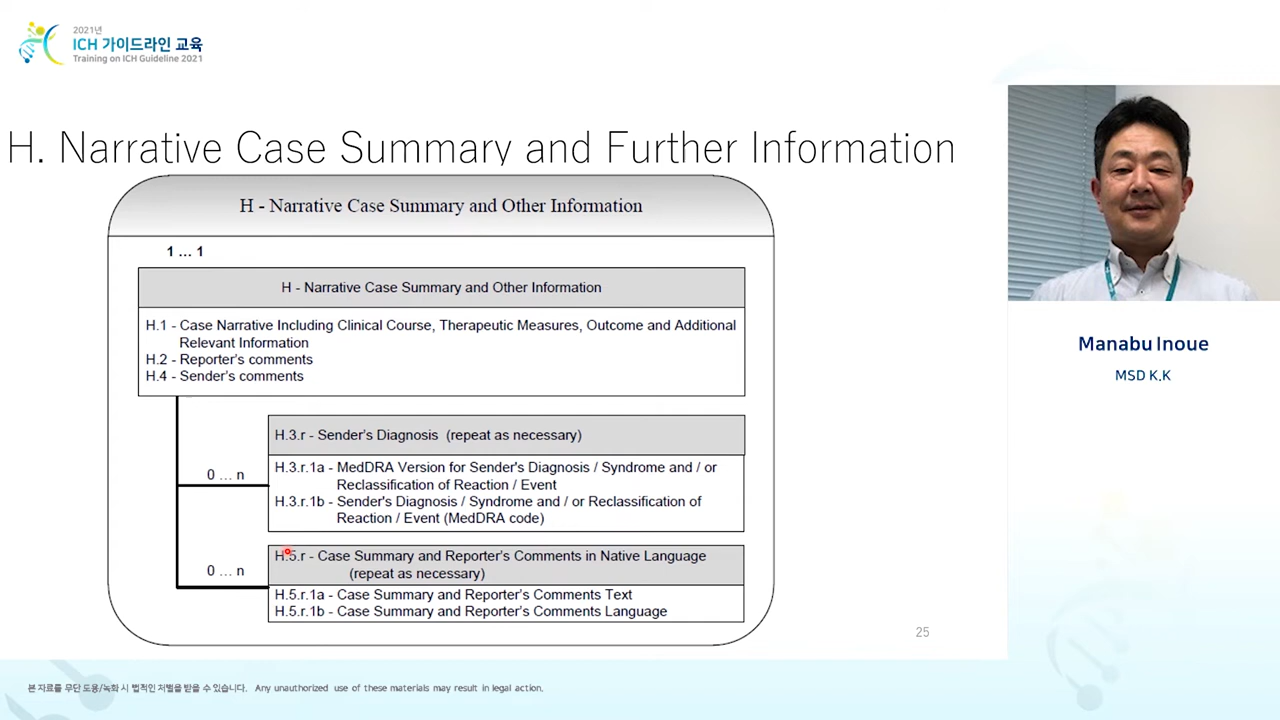 2021년
ICH 가이드라인 교육
Training on ICH Guideline 2021
H. Narrative Case Summary and Further Information
H - Narrative Case Summary and Other Information
1 ... 1
H - Narrative Case Summary and Other Information
H.1 - Case Narrative Including Clinical Course, Therapeutic Measures, Outcome and Additional
Relevant Information
H.2 - Reporter's comments
H.4 - Sender's comments
H.3.r - Sender's Diagnosis (repeat as necessary)
0 ... n
H.3.r.1a - MedDRA Version for Sender's Diagnosis / Syndrome and / or
Reclassification of Reaction / Event
H.3.r.1b - Sender's Diagnosis / Syndrome and / or Reclassification of
Reaction / Event (MedDRA code)
H.5.r - Case Summary and Reporter's Comments in Native Language
(repeat as necessary)
0 ... n
H.5.r.1a - Case Summary and Reporter's Comments Text
H.5.r.1b - Case Summary and Reporter's Comments Language
25
Manabu Inoue
MSD K.K
본 자료를 무단 도용/녹화 시 법적인 처벌을 받을 수 있습니다. Any unauthorized use of these materials may result in legal action.